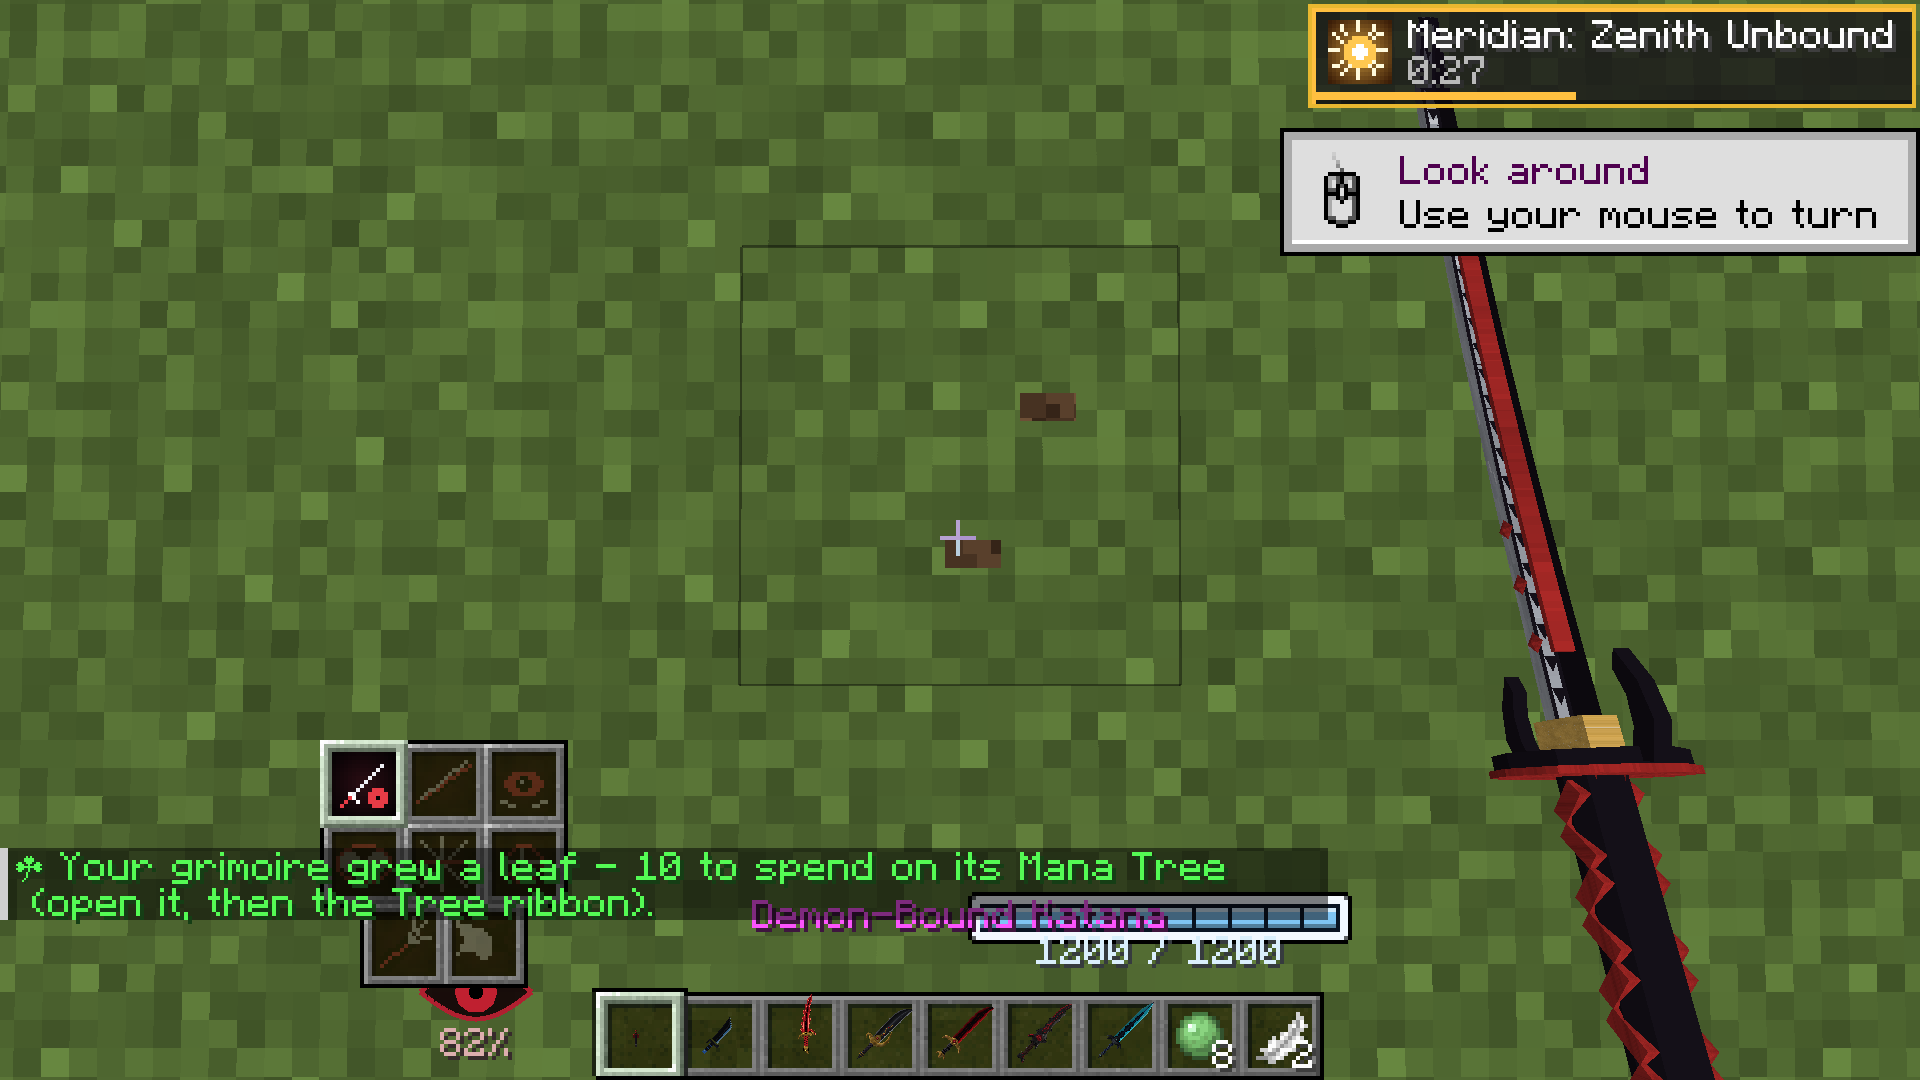 Meridian: Zenith Unbound
0:27
Look around
Use your mouse to turn
Your grimoire grew a leaf - 10 to spend on its Mana Tree
(open it, then the Tree ribbon).
Demon-Bound Katana
1200 / 1200
82%
8
2